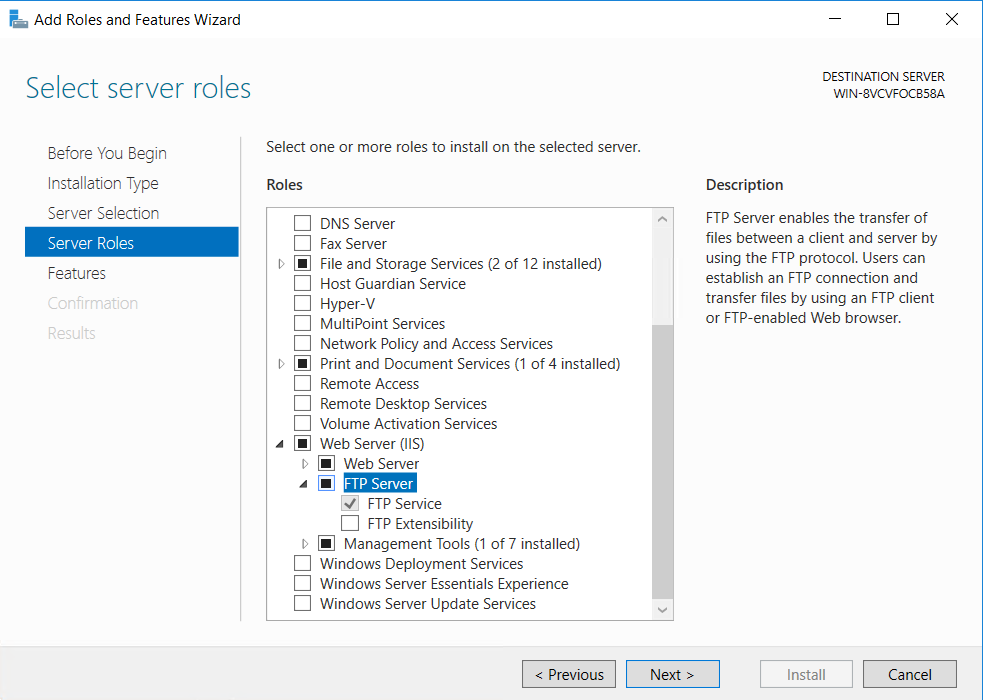 Add Roles and Features Wizard
Select server roles
DESTINATION SERVER
WIN-8VCVFOCB58A
Before You Begin
Installation Type
Server Selection
Server Roles
Features
Confirmation
Results
Select one or more roles to install on the selected server.
Roles
DNS Server
Fax Server
File and Storage Services (2 of 12 installed)
Host Guardian Service
Hyper-V
MultiPoint Services
Network Policy and Access Services
Print and Document Services (1 of 4 installed)
Remote Access
Remote Desktop Services
Volume Activation Services
Web Server (IIS)
Web Server
FTP Server
FTP Service
FTP Extensibility
Management Tools (1 of 7 installed)
Windows Deployment Services
Windows Server Essentials Experience
Windows Server Update Services
Description
FTP Server enables the transfer of
files between a client and server by
using the FTP protocol. Users can
establish an FTP connection and
transfer files by using an FTP client
or FTP-enabled Web browser.
< Previous
Next >
Install
Cancel